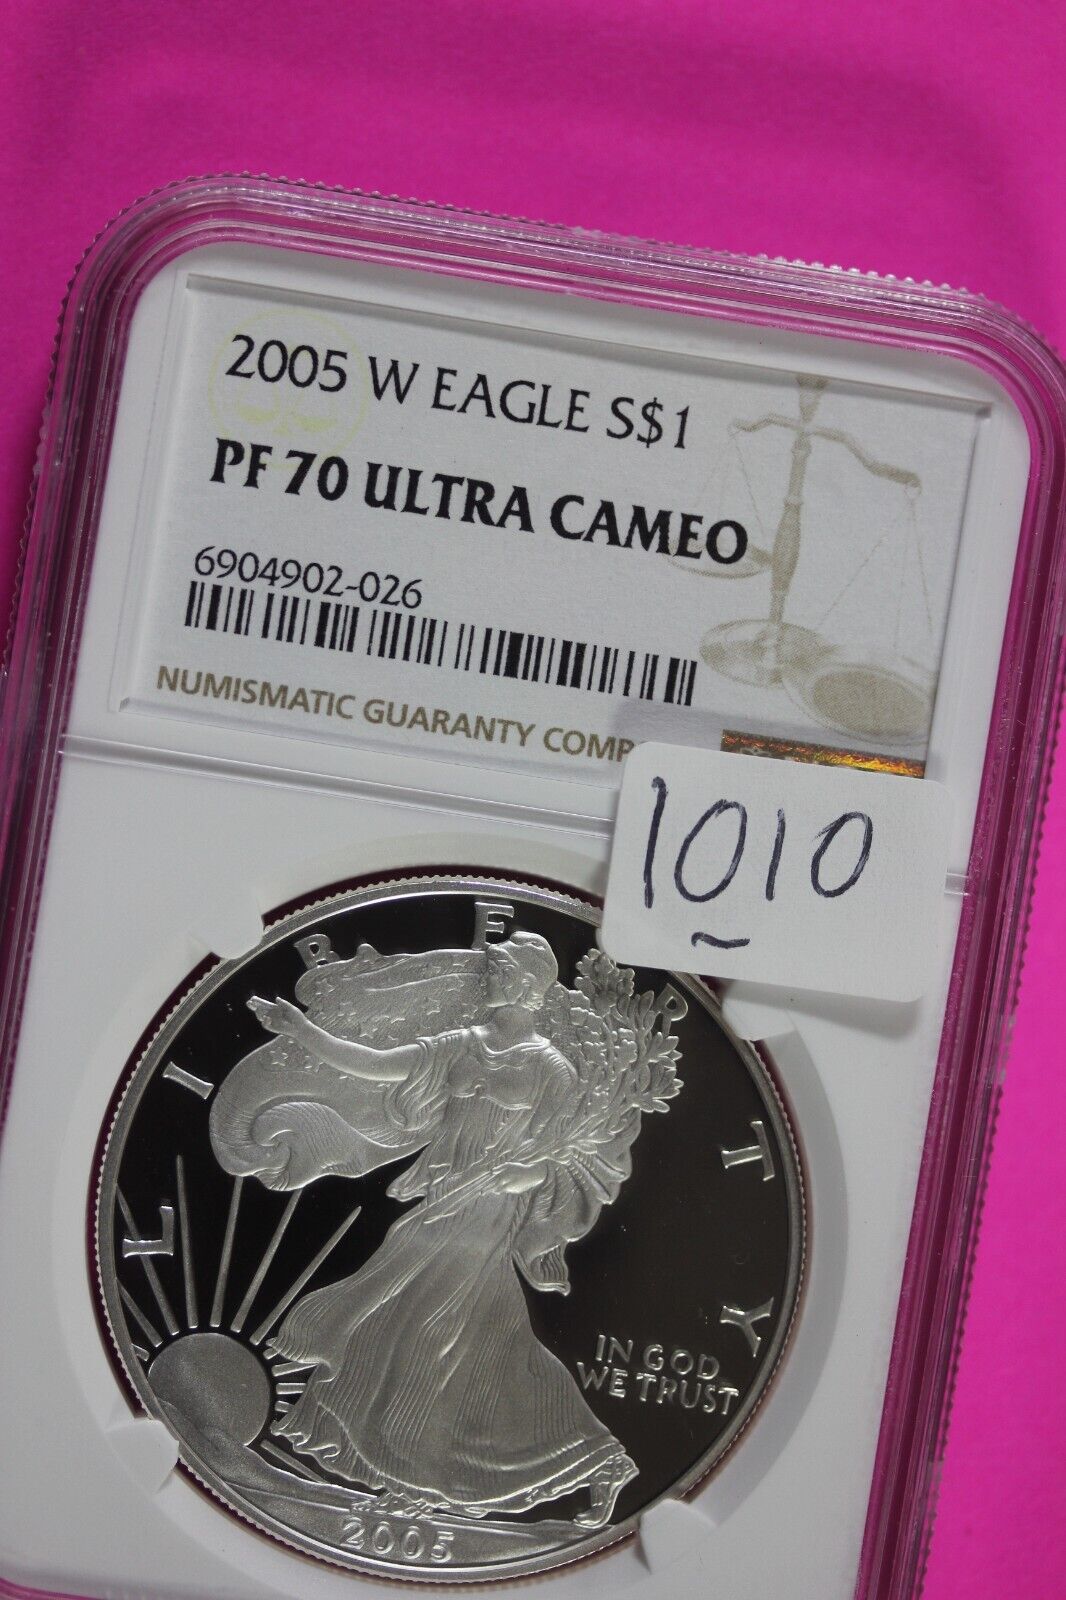 2005 W EAGLE S$1
PF 70 ULTRA CAMEO
6904902-026
NUMISMATIC GUARANTY COMP
1010
LIBERTY
IN GOD
WE TRUST
2005